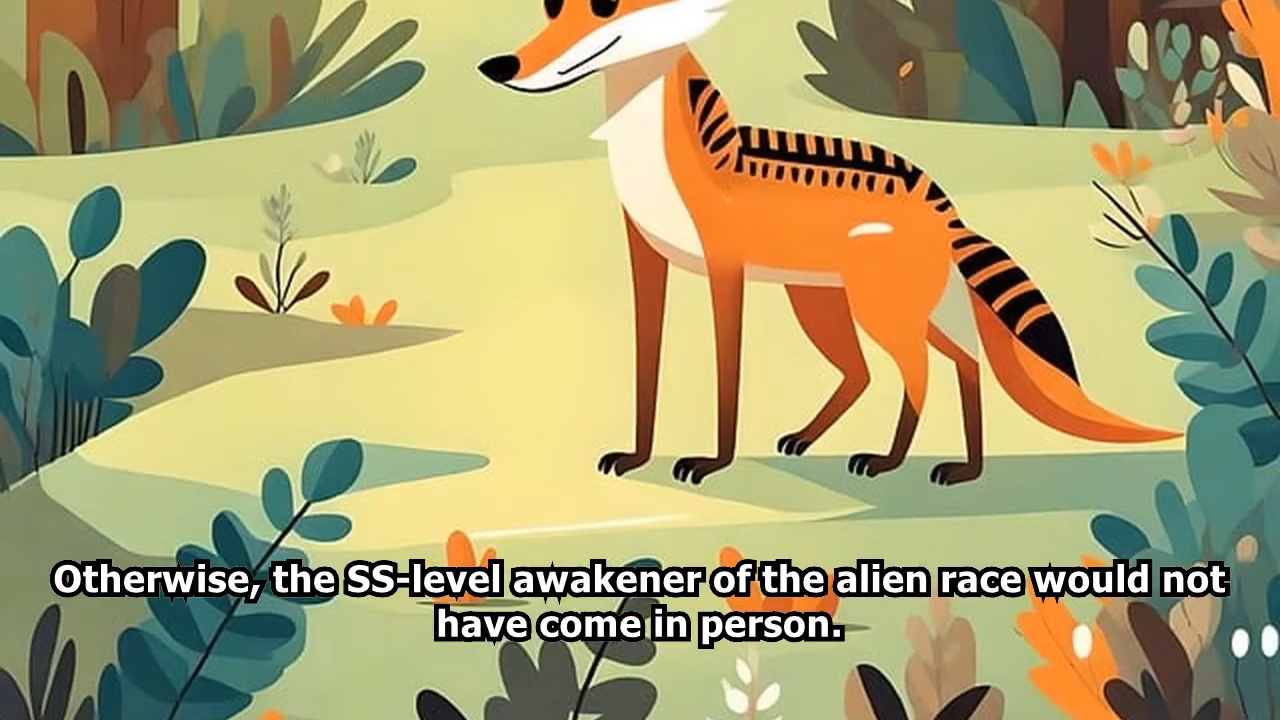 Otherwise, the SS-level awakener of the alien race would not
have come in person.